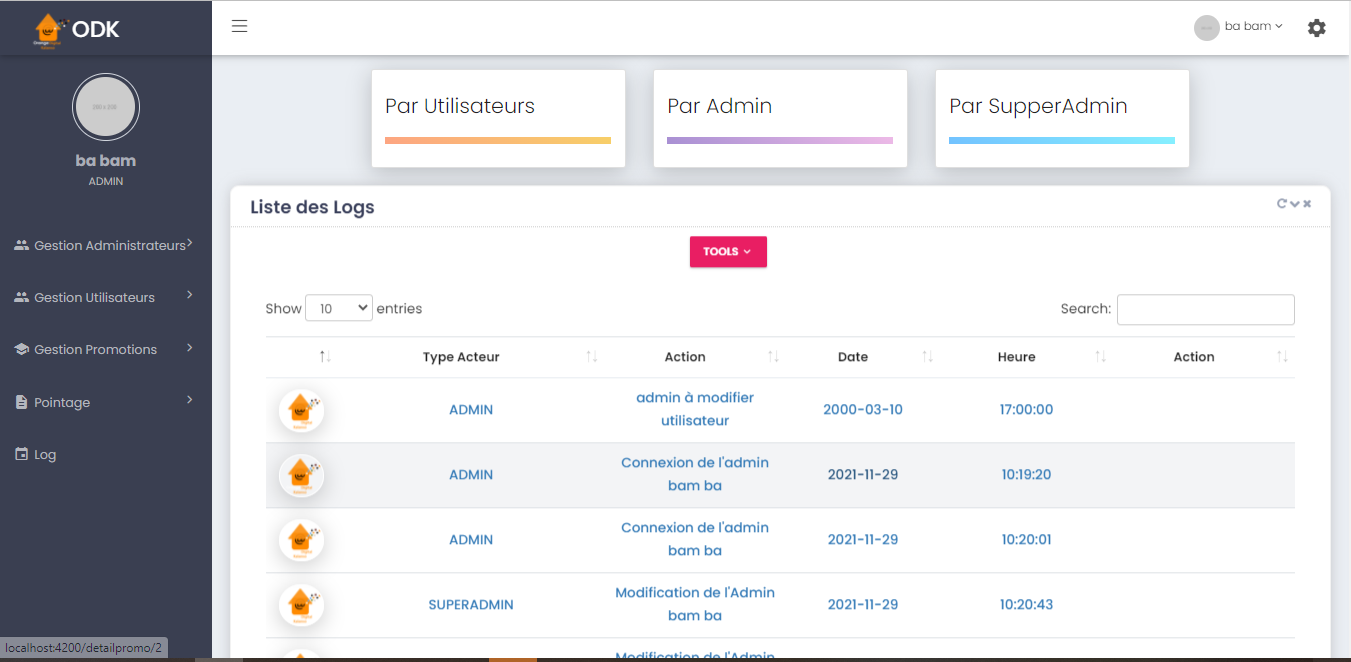 ODK
ba bam
ba bam
ADMIN
Gestion Administrateurs
Gestion Utilisateurs
Gestion Promotions
Pointage
Log
Par Utilisateurs
Par Admin
Par SupperAdmin
Liste des Logs
TOOLS
Show 10 entries
Search:
Type Acteur Action Date Heure Action
ADMIN admin à modifier utilisateur 2000-03-10 17:00:00
ADMIN Connexion de l'admin bam ba 2021-11-29 10:19:20
ADMIN Connexion de l'admin bam ba 2021-11-29 10:20:01
SUPERADMIN Modification de l'Admin bam ba 2021-11-29 10:20:43
Modification de l'Admin
localhost:4200/detailpromo/2